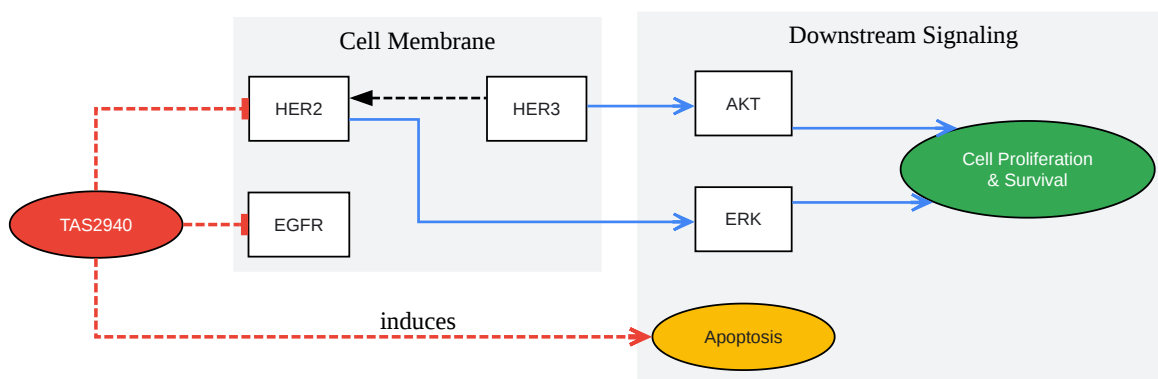 Cell Membrane
Downstream Signaling
HER2
HER3
AKT
Cell Proliferation
& Survival
TAS2940
EGFR
ERK
induces
Apoptosis